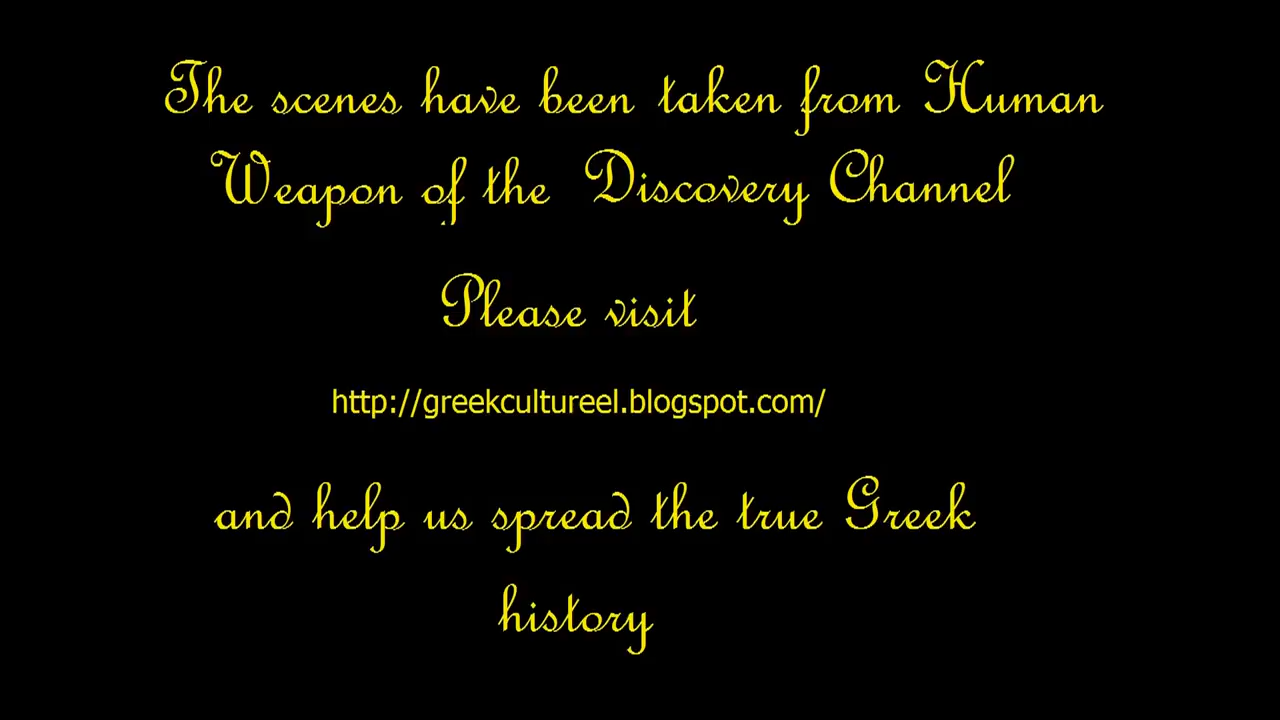 The scenes have been taken from Human
Weapon of the Discovery Channel
Please visit
http://greekcultureel.blogspot.com/
and help us spread the true Greek
history